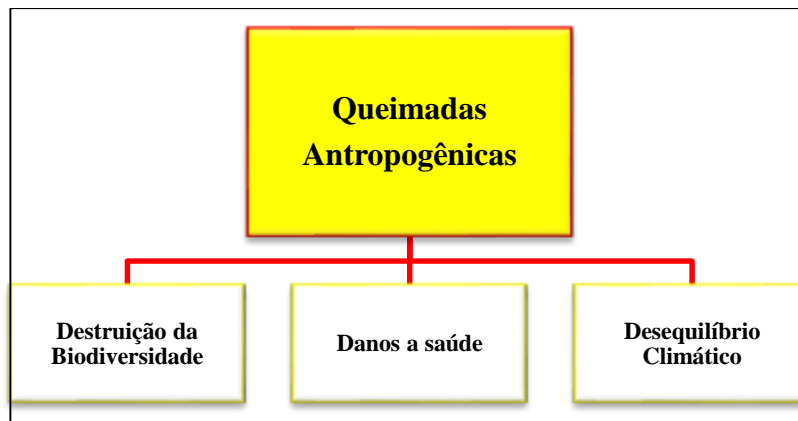 Queimadas
Antropogênicas
Destruição da
Biodiversidade
Danos a saúde
Desequilíbrio
Climático